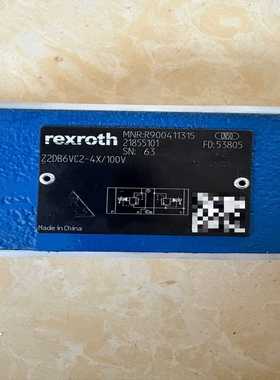 rexroth
MNR:R900411315
21855101
FD:53805
SN: 63
Z2DB6VC2-4X/100V
Made in China